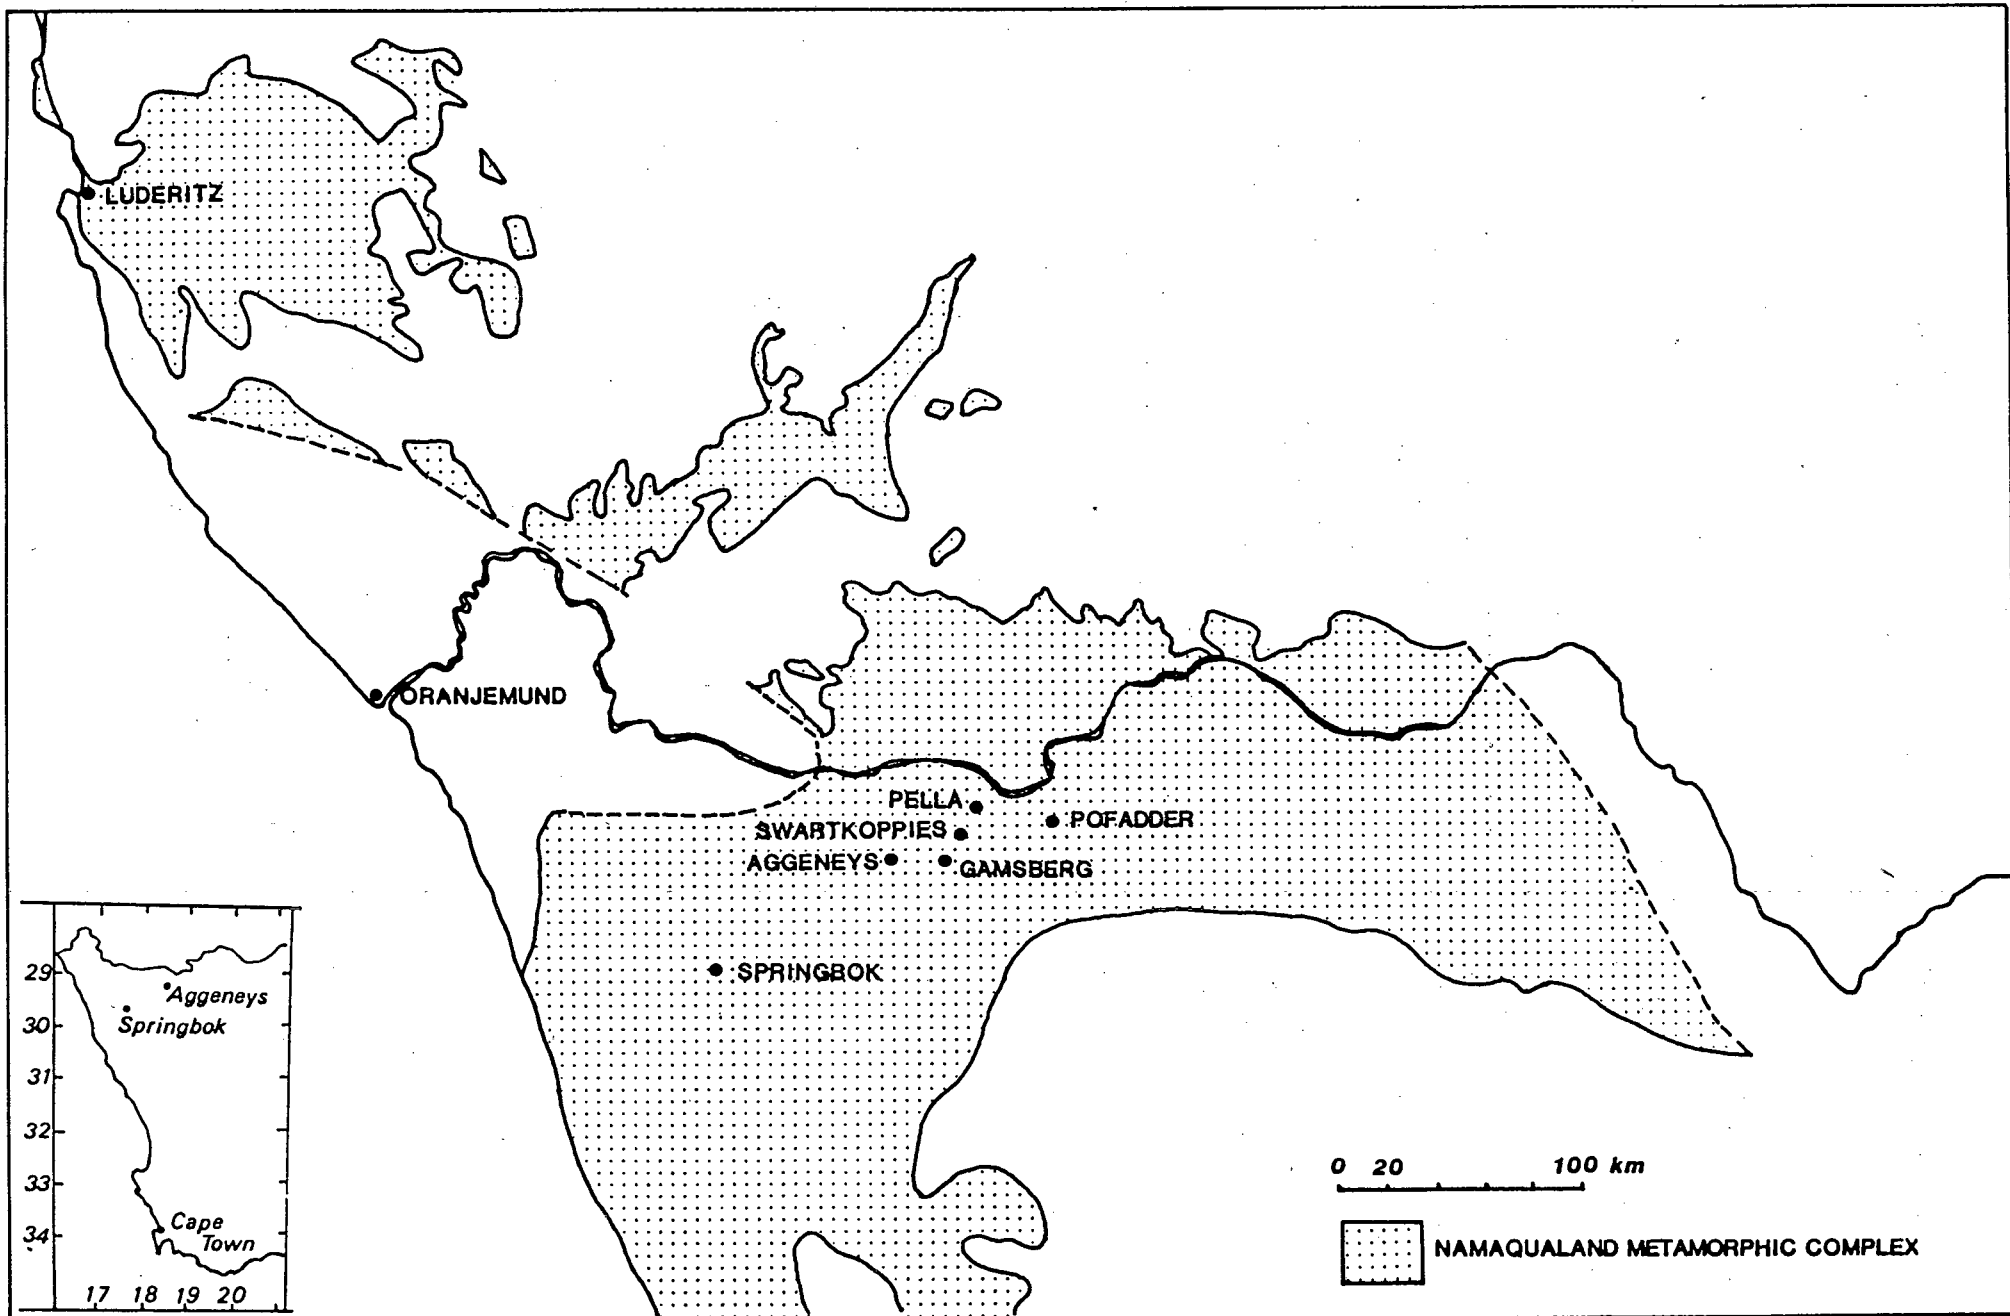 LUDERITZ
ORANJEMUND
PELLA
SWARTKOPPIES
POFADDER
AGGENEYS
GAMSBERG
SPRINGBOK
29
Aggeneys
30
Springbok
31
32
33
34
Cape
Town
17 18 19 20
0 20 100 km
NAMAQUALAND METAMORPHIC COMPLEX